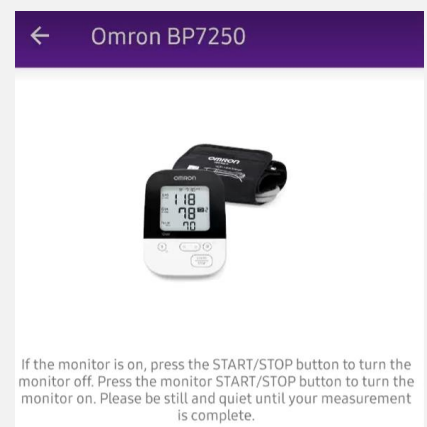 Omron BP7250
OMRON
OMRON
118
78
70
If the monitor is on, press the START/STOP button to turn the
monitor off. Press the monitor START/STOP button to turn the
monitor on. Please be still and quiet until your measurement
is complete.